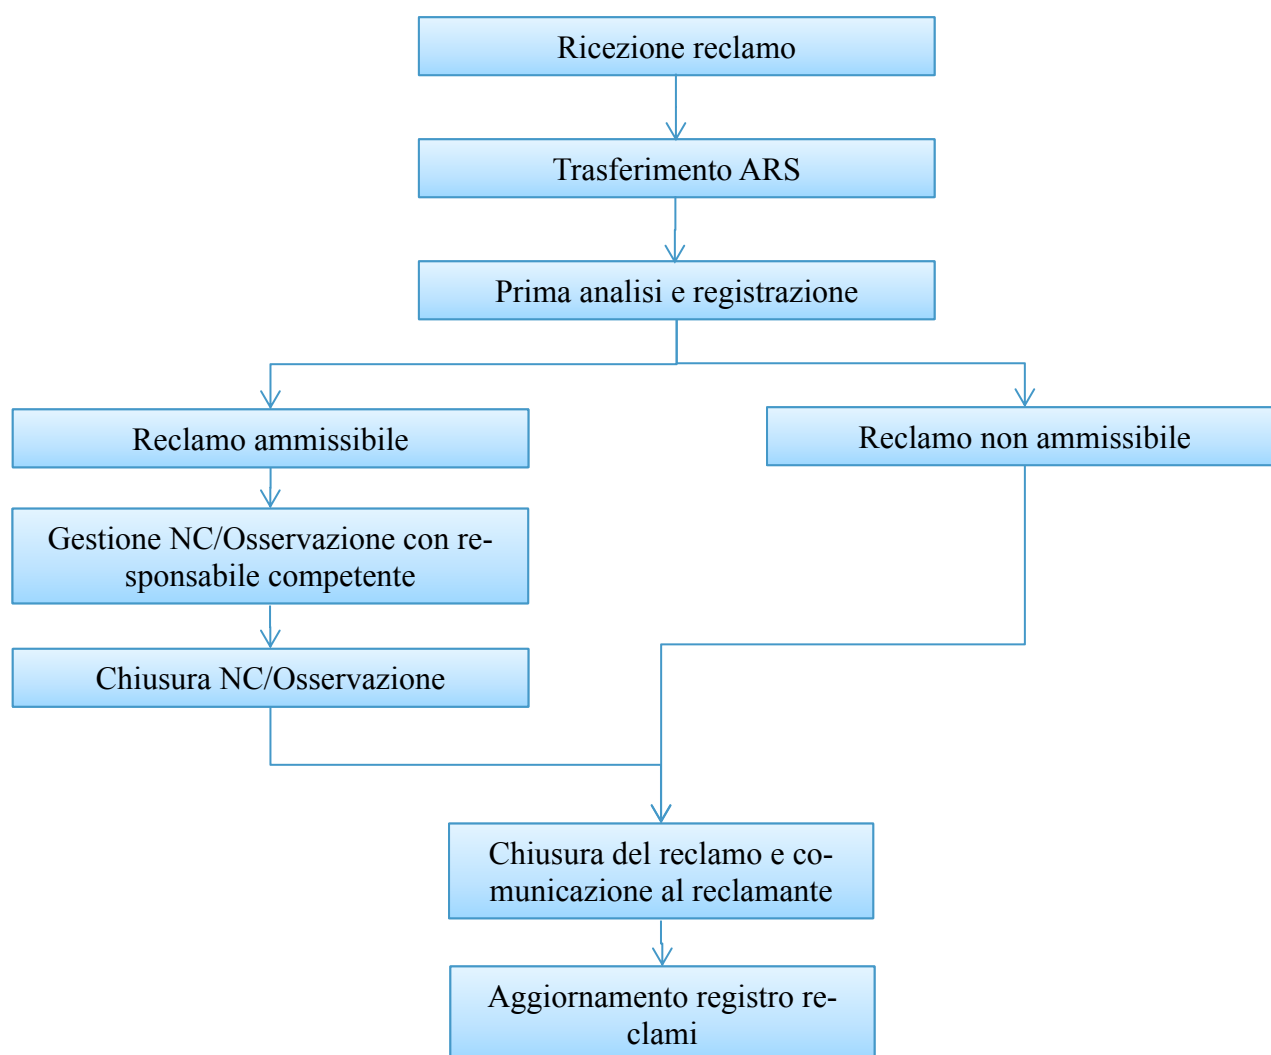 Ricezione reclamo
Trasferimento ARS
Prima analisi e registrazione
Reclamo ammissibile
Reclamo non ammissibile
Gestione NC/Osservazione con re-
sponsabile competente
Chiusura NC/Osservazione
Chiusura del reclamo e co-
municazione al reclamante
Aggiornamento registro re-
clami